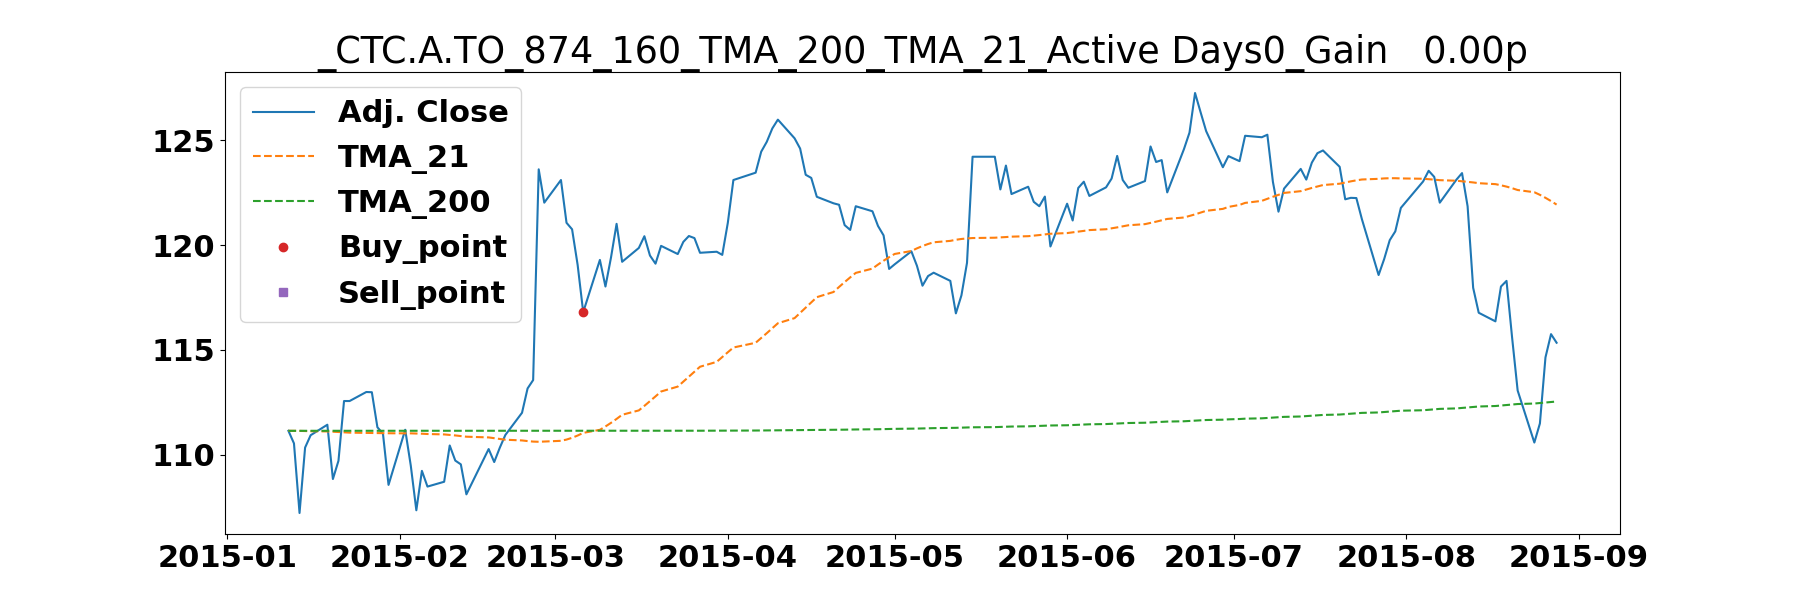 _CTC.A.TO_874_160_TMA_200_TMA_21_Active Days0_Gain   0.00p
Adj. Close
TMA_21
TMA_200
Buy_point
Sell_point
125
120
115
110
2015-01 2015-02 2015-03 2015-04 2015-05 2015-06 2015-07 2015-08 2015-09